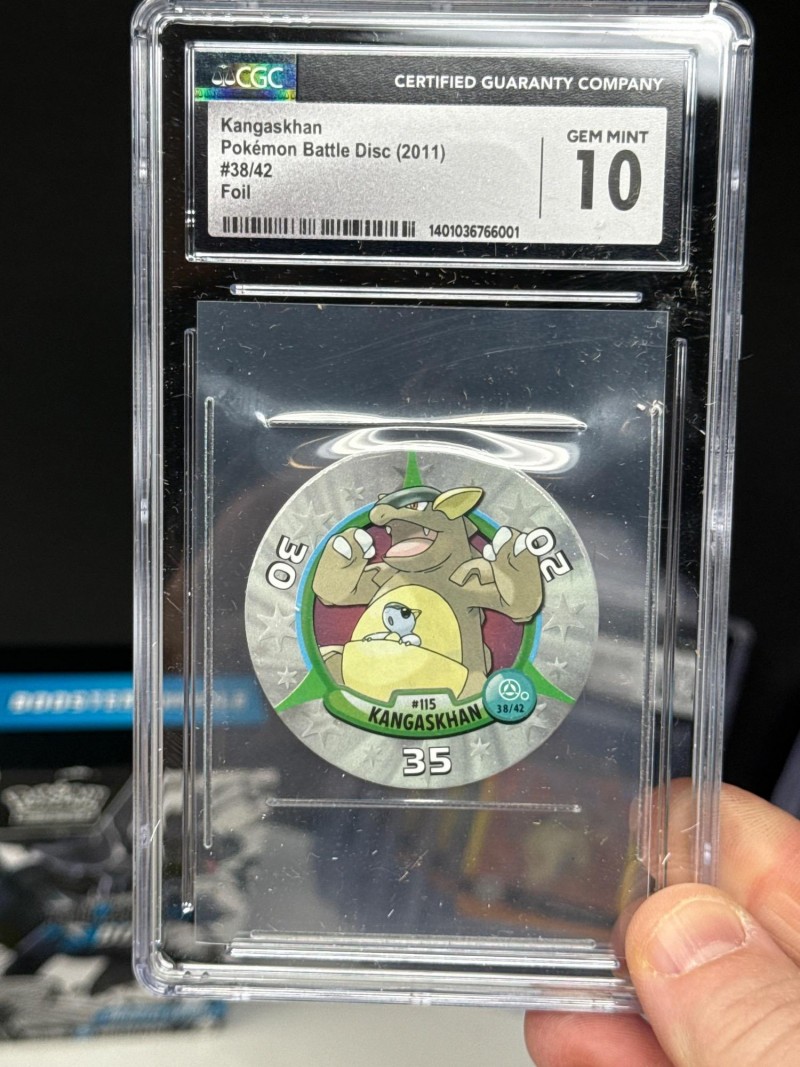 CGC
CERTIFIED GUARANTY COMPANY
Kangaskhan
Pokémon Battle Disc (2011)
#38/42
Foil
GEM MINT
10
1401036766001
30
20
#115
KANGASKHAN
38/42
35
BOOSTER